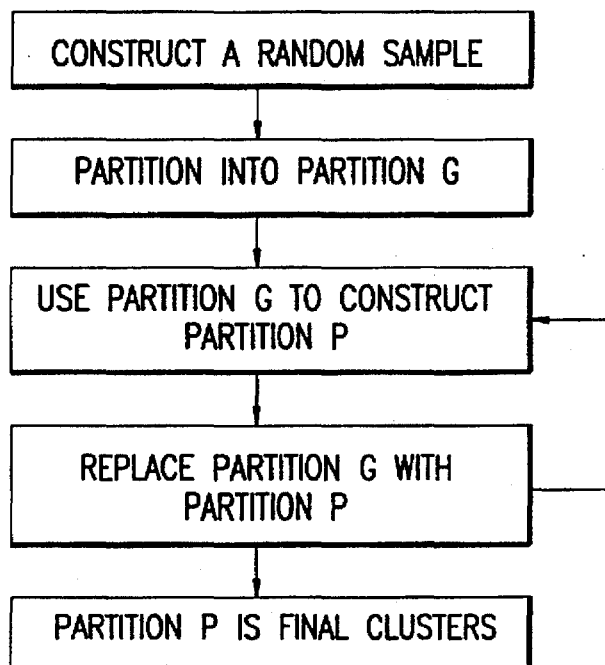 CONSTRUCT A RANDOM SAMPLE
PARTITION INTO PARTITION G
USE PARTITION G TO CONSTRUCT
PARTITION P
REPLACE PARTITION G WITH
PARTITION P
PARTITION P IS FINAL CLUSTERS